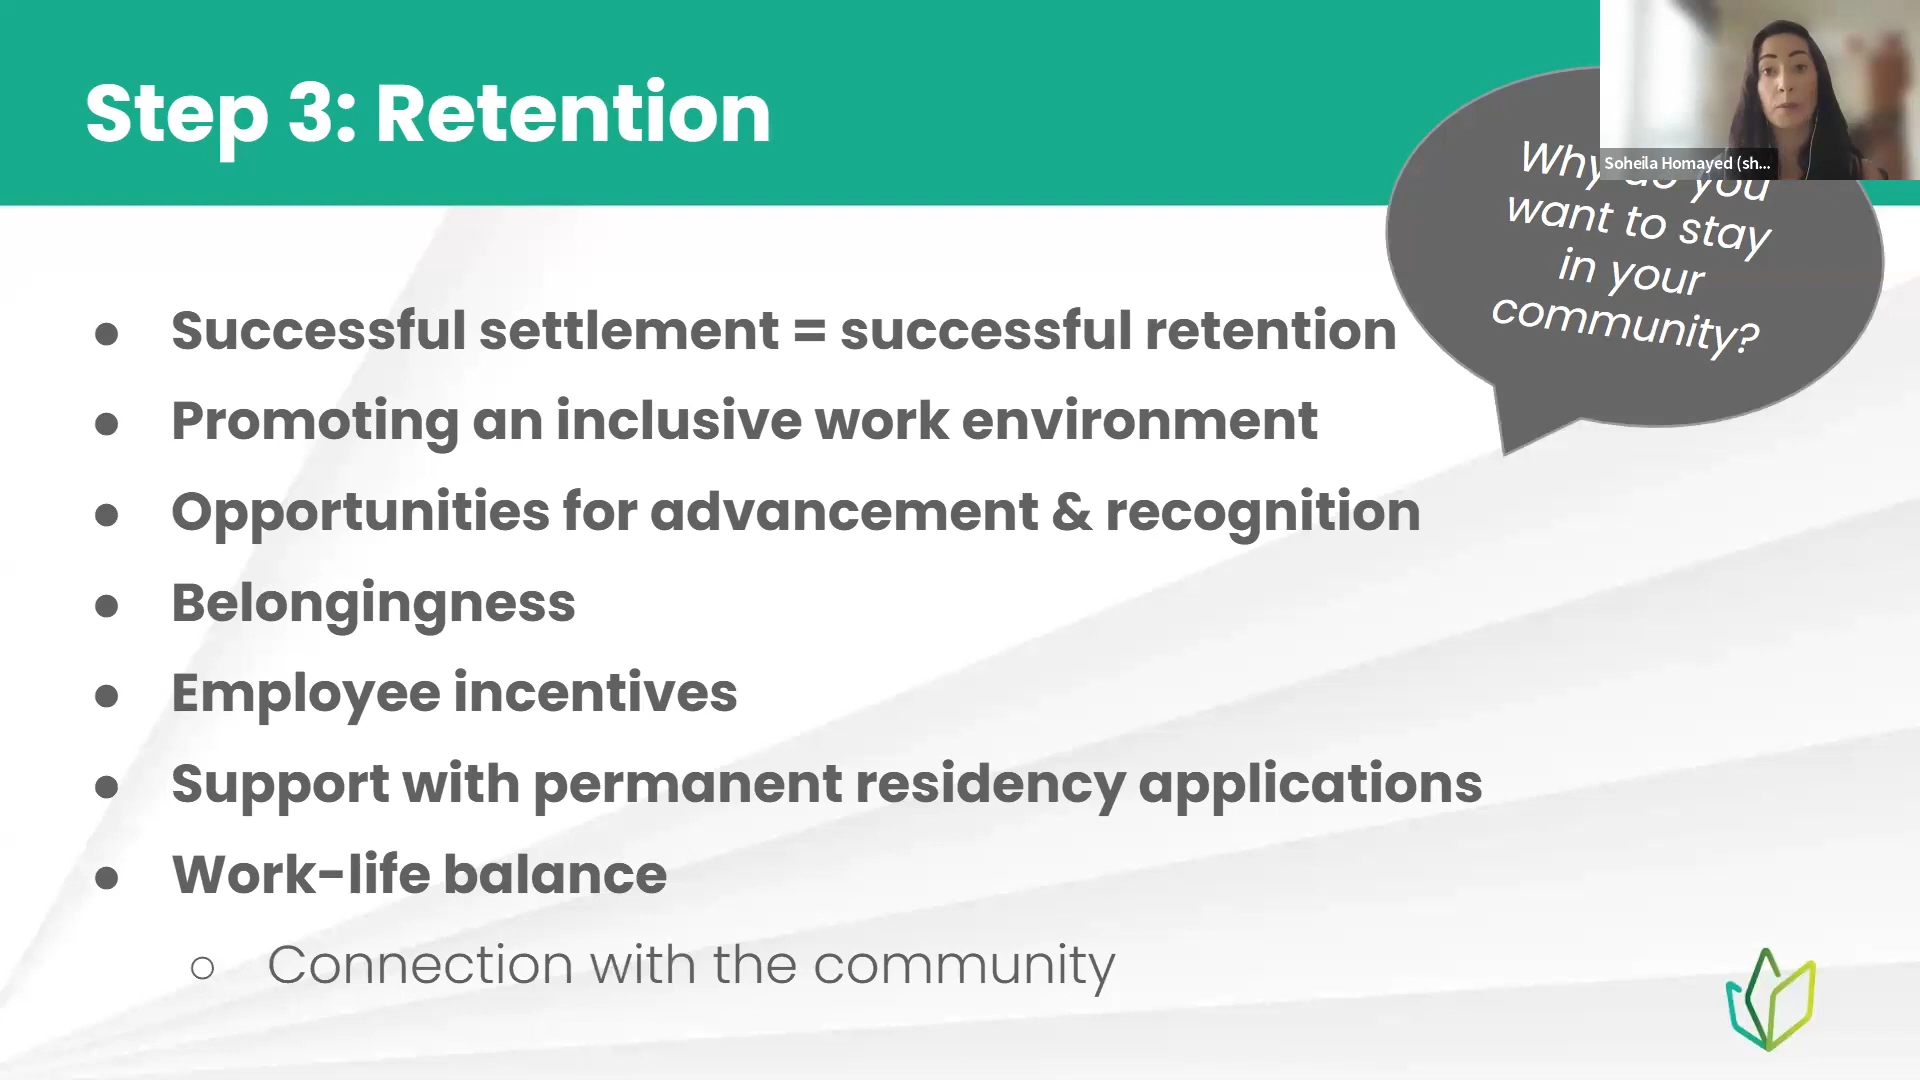 Step 3: Retention
Soheila Homayed (sh...
Why do you
want to stay
in your
community?
● Successful settlement = successful retention
● Promoting an inclusive work environment
● Opportunities for advancement & recognition
● Belongingness
● Employee incentives
● Support with permanent residency applications
● Work-life balance
○ Connection with the community